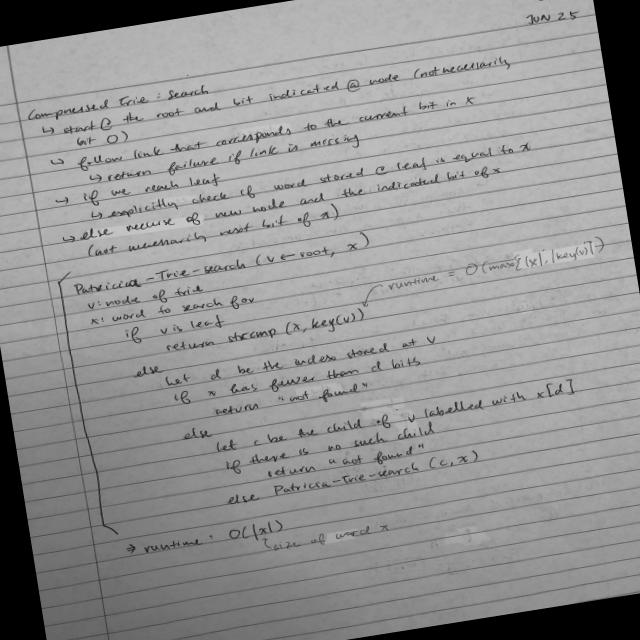 JUN 25
Compressed Trie: Search
↳ start @ the root and bit indicated @ node (not necessarily
bit 0)
↳ follow link that corresponds to the current bit in x
↳ return failure if link is missing
↳ if we reach leaf
↳ explicitly check if word stored @ leaf is equal to x
↳ else recurse of new node and the indicated bit of x
(not necessarily next bit of x)
Patricia-Trie-search (v ← root, x)
v: node of trie
x: word to search for
if v is leaf
return strcmp (x, key(v)) runtime = O(max{|x|, |key(v)|})
else
Let d be the index stored at v
if x has fewer than d bits
return "not found"
else
let c be the child of v labelled with x[d]
if there is no such child
return "not found"
else Patricia-Trie-search (c, x)
→ runtime: O(|x|)
size of word x